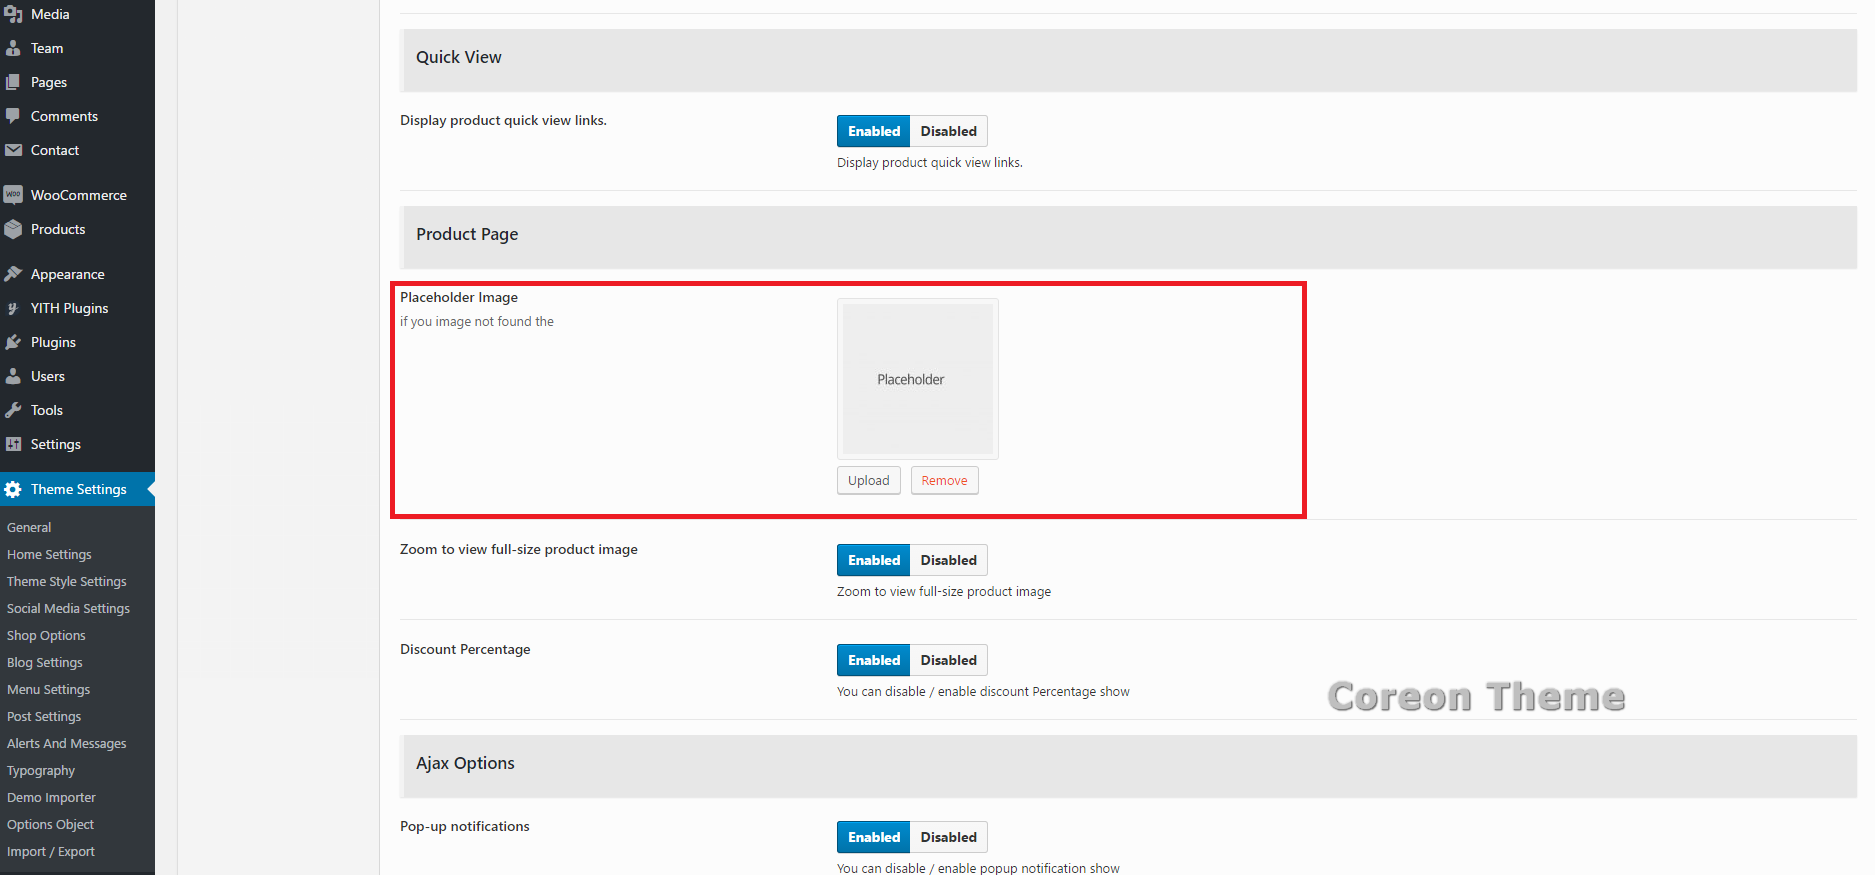 Media
Team
Pages
Comments
Contact
WooCommerce
Products
Appearance
YITH Plugins
Plugins
Users
Tools
Settings
Theme Settings
General
Home Settings
Theme Style Settings
Social Media Settings
Shop Options
Blog Settings
Menu Settings
Post Settings
Alerts And Messages
Typography
Demo Importer
Options Object
Import / Export
Quick View
Display product quick view links.
Enabled Disabled
Display product quick view links.
Product Page
Placeholder Image
if you image not found the
Placeholder
Upload Remove
Zoom to view full-size product image
Enabled Disabled
Zoom to view full-size product image
Discount Percentage
Enabled Disabled
You can disable / enable discount Percentage show
Coreon Theme
Ajax Options
Pop-up notifications
Enabled Disabled
You can disable / enable popup notification show